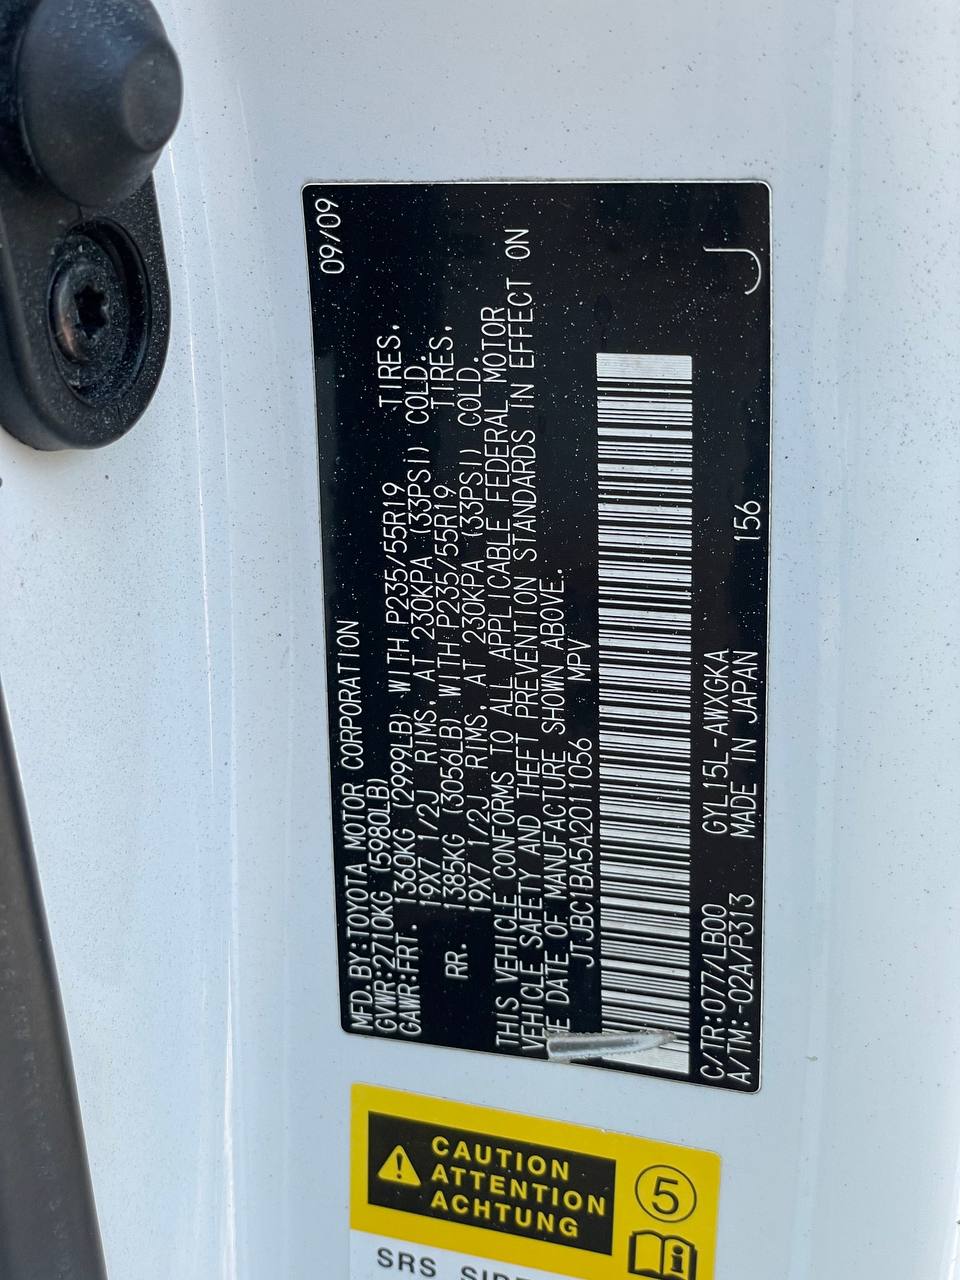 09/09
MFD.BY:TOYOTA MOTOR CORPORATION
GVWR:2710KG (5980LB)
GAWR:FRT. 1360KG (2999LB) WITH P235/55R19 TIRES,
19X7 1/2J RIMS, AT 230KPA (33PSi) COLD.
RR. 1385KG (3056LB) WITH P235/55R19 TIRES,
19X7 1/2J RIMS, AT 230KPA (33PSI) COLD.
THIS VEHICLE CONFORMS TO ALL APPLICABLE FEDERAL MOTOR
VEHICLE SAFETY AND THEFT PREVENTION STANDARDS IN EFFECT ON
HE DATE OF MANUFACTURE SHOWN ABOVE.
JTJBC1BA5A2011056 MPV
C/TR:077/LB00 GYL15L-AWXGKA
A/TM:-02A/P313 MADE IN JAPAN 156
J
CAUTION
ATTENTION
ACHTUNG
5
i
SRS